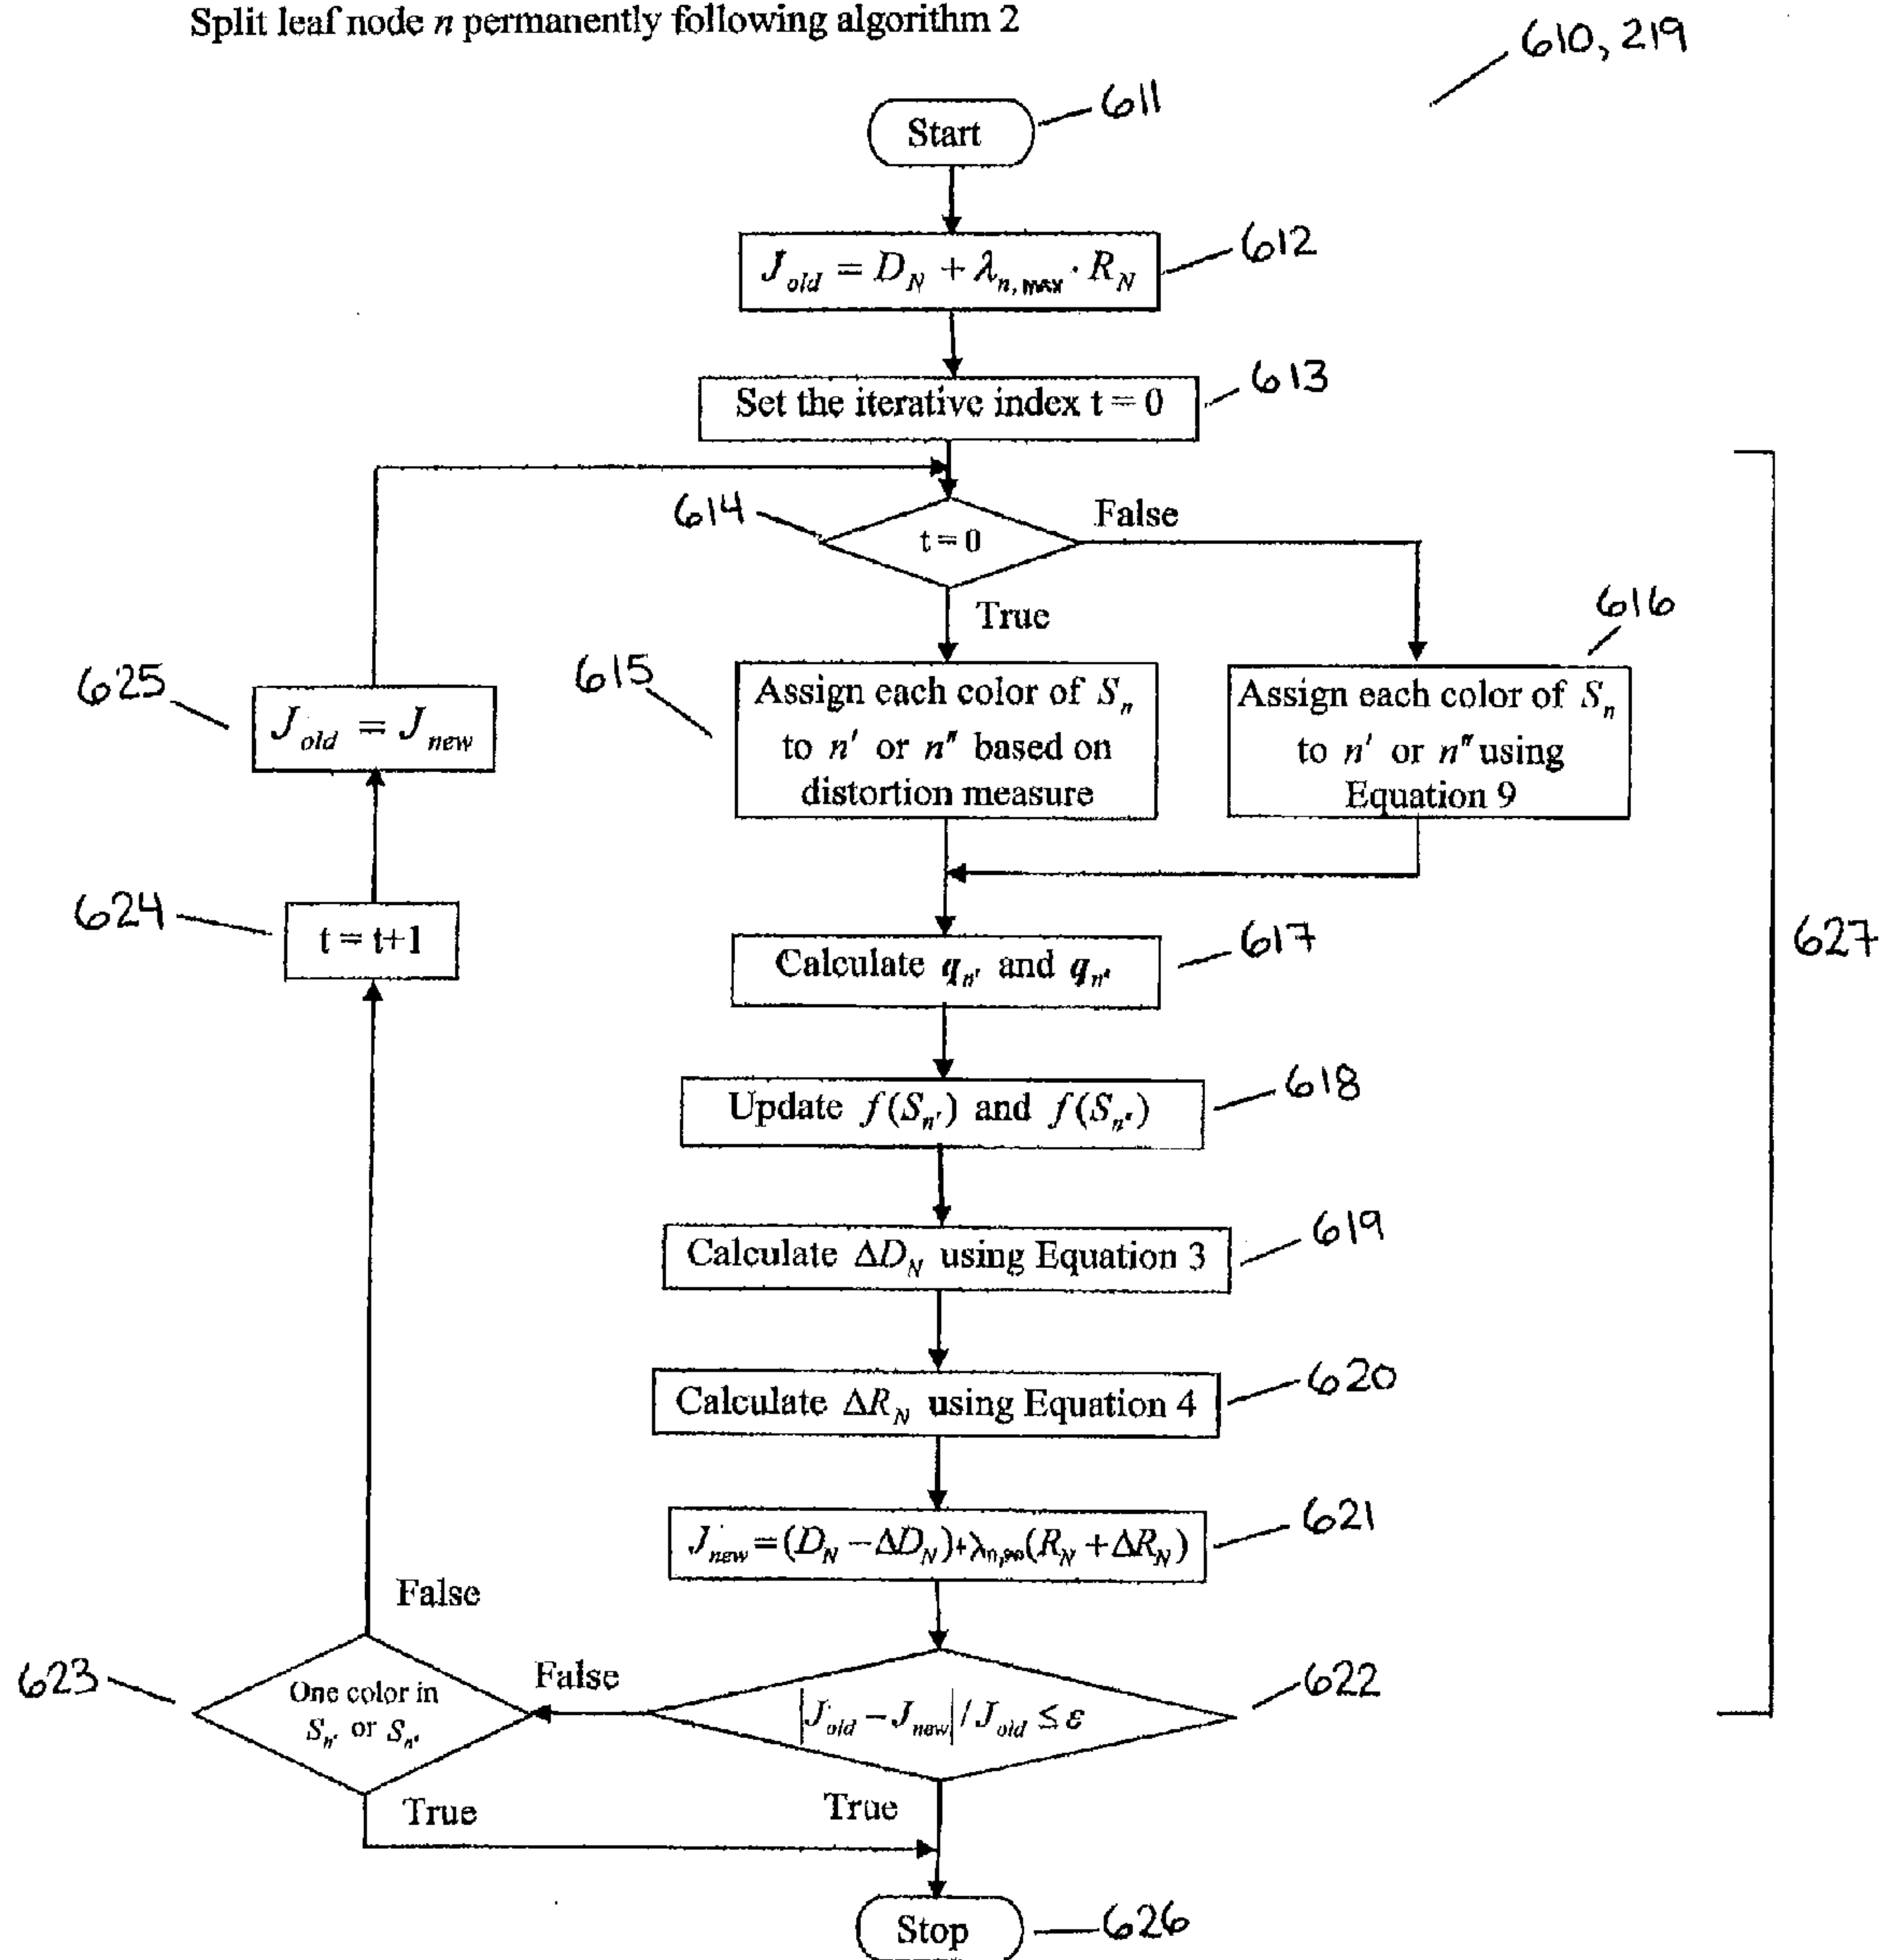 Split leaf node n permanently following algorithm 2
610, 219
Start
611
J_old = D_N + λ_n,max · R_N
612
Set the iterative index t = 0
613
614
t = 0
False
True
616
615
Assign each color of S_n
to n' or n" based on
distortion measure
Assign each color of S_n
to n' or n" using
Equation 9
625
J_old = J_new
624
t = t+1
Calculate q_n' and q_n"
617
627
Update f(S_n') and f(S_n")
618
Calculate ΔD_N using Equation 3
619
Calculate ΔR_N using Equation 4
620
J_new = (D_N − ΔD_N) + λ (R_N + ΔR_N)
621
False
623
One color in
S_n' or S_n"
False
|J_old − J_new| / J_old ≤ ε
622
True
True
Stop
626